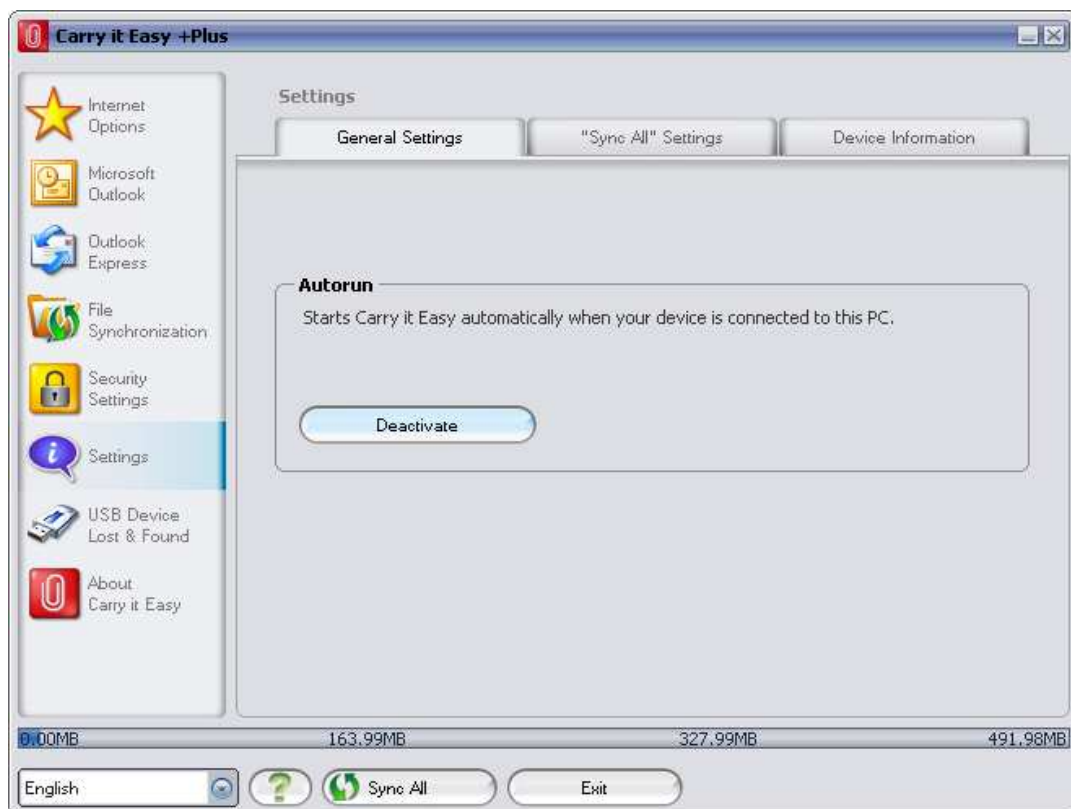 Carry it Easy +Plus
Internet
Options
Microsoft
Outlook
Outlook
Express
File
Synchronization
Security
Settings
Settings
USB Device
Lost & Found
About
Carry it Easy
Settings
General Settings
"Sync All" Settings
Device Information
Autorun
Starts Carry it Easy automatically when your device is connected to this PC.
Deactivate
0.00MB
163.99MB
327.99MB
491.98MB
English
?
Sync All
Exit